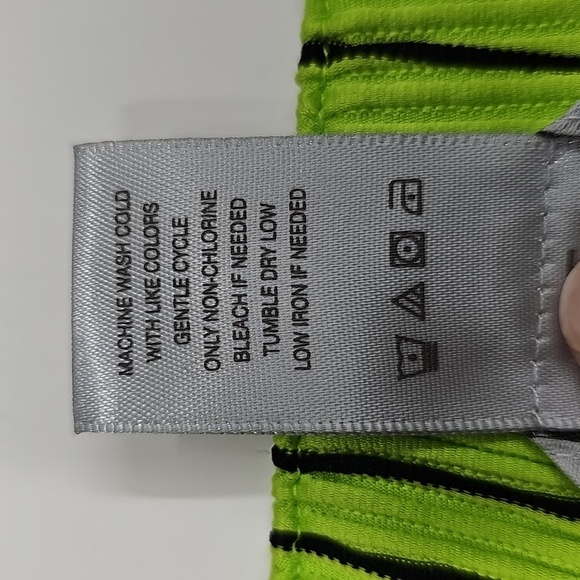 MACHINE WASH COLD
WITH LIKE COLORS
GENTLE CYCLE
ONLY NON-CHLORINE
BLEACH IF NEEDED
TUMBLE DRY LOW
LOW IRON IF NEEDED